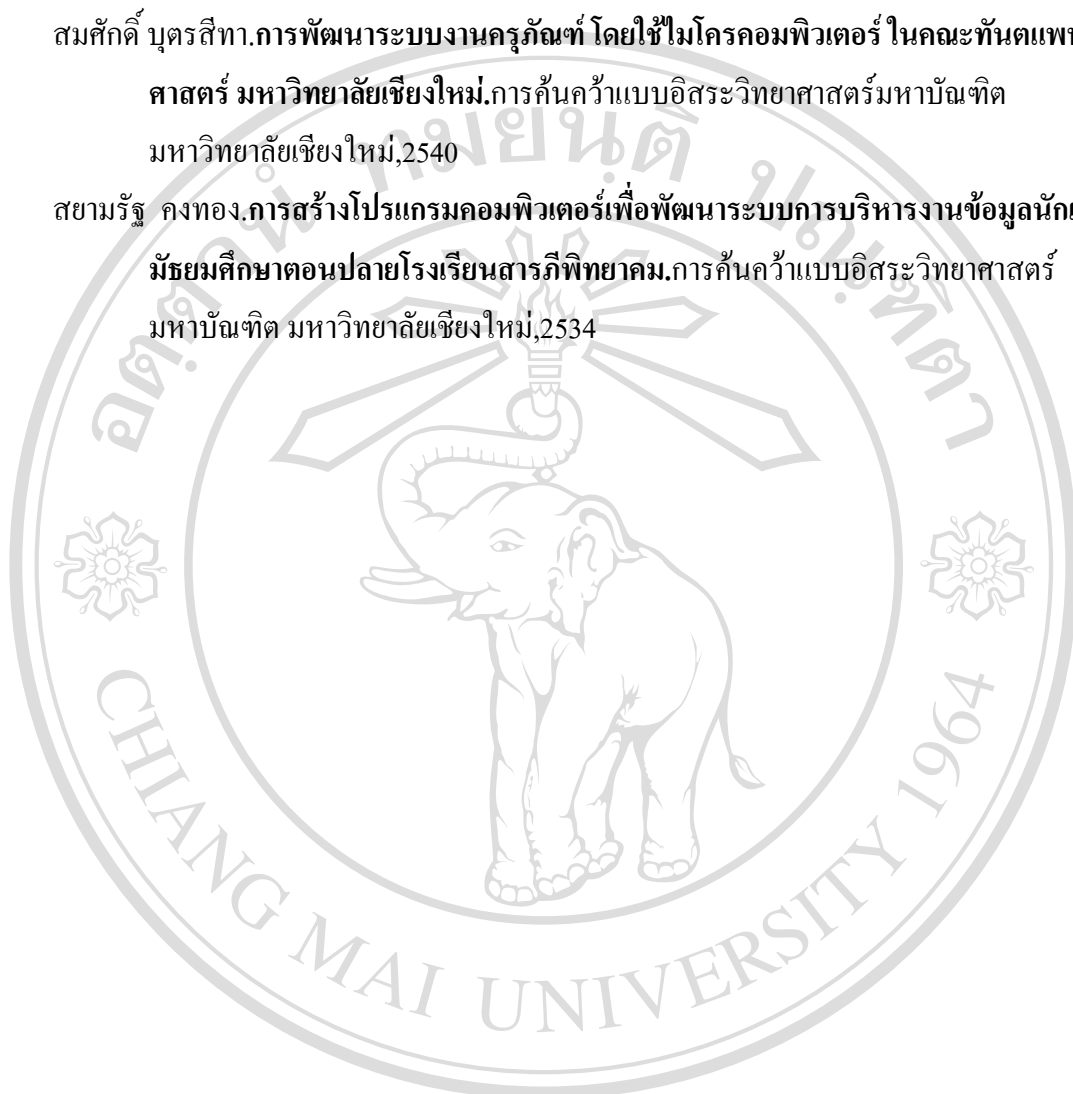 สมศักดิ์ บุตรสีทา.การพัฒนาระบบงานครุภัณฑ์ โดยใช้ไมโครคอมพิวเตอร์ ในคณะทันตแพท
ศาสตร์ มหาวิทยาลัยเชียงใหม่.การค้นคว้าแบบอิสระวิทยาศาสตร์มหาบัณฑิต
มหาวิทยาลัยเชียงใหม่,2540
สยามรัฐ คงทอง.การสร้างโปรแกรมคอมพิวเตอร์เพื่อพัฒนาระบบการบริหารงานข้อมูลนัก
มัธยมศึกษาตอนปลายโรงเรียนสารภีพิทยาคม.การค้นคว้าแบบอิสระวิทยาศาสตร์
มหาบัณฑิต มหาวิทยาลัยเชียงใหม่,2534
อตฺตานํ ทมยนฺติ ปณฺฑิตา
CHIANG MAI UNIVERSITY 1964